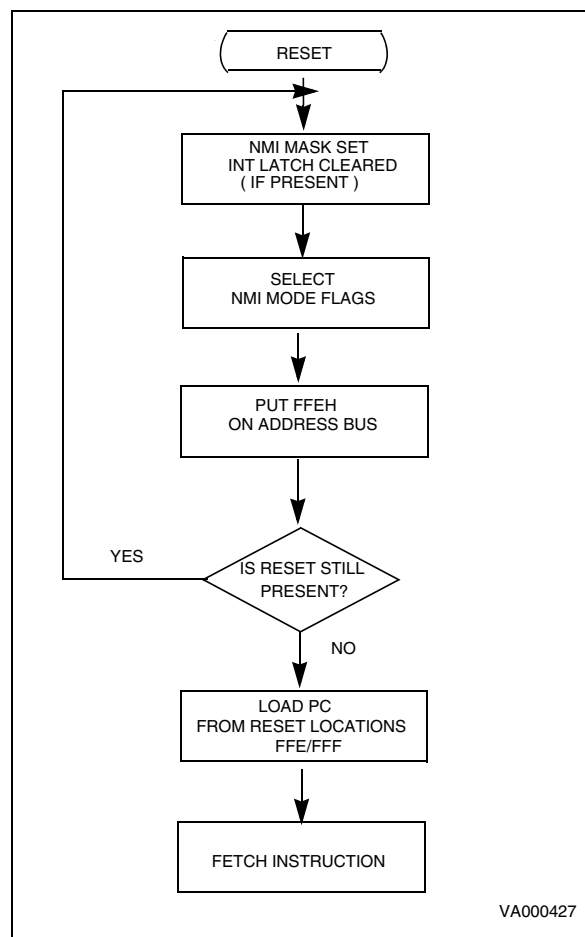 RESET
NMI MASK SET
INT LATCH CLEARED
( IF PRESENT )
SELECT
NMI MODE FLAGS
PUT FFEH
ON ADDRESS BUS
YES
IS RESET STILL
PRESENT?
NO
LOAD PC
FROM RESET LOCATIONS
FFE/FFF
FETCH INSTRUCTION
VA000427